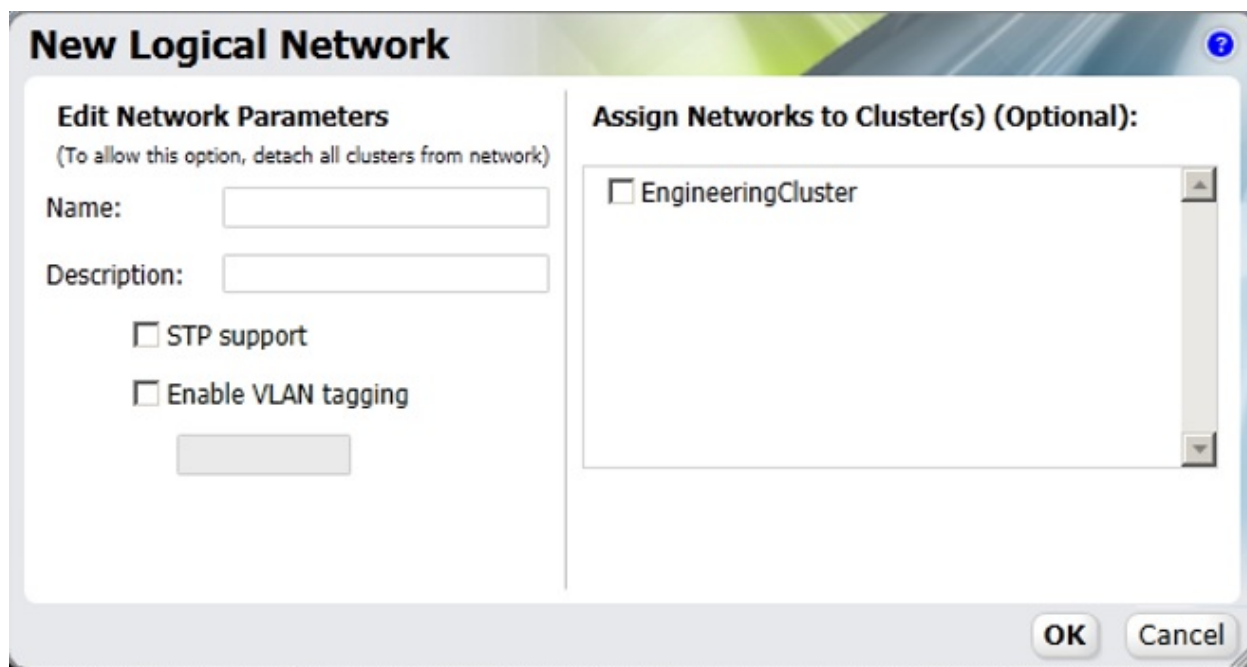 New Logical Network
?
Edit Network Parameters
(To allow this option, detach all clusters from network)
Name:
Description:
STP support
Enable VLAN tagging
Assign Networks to Cluster(s) (Optional):
EngineeringCluster
OK
Cancel